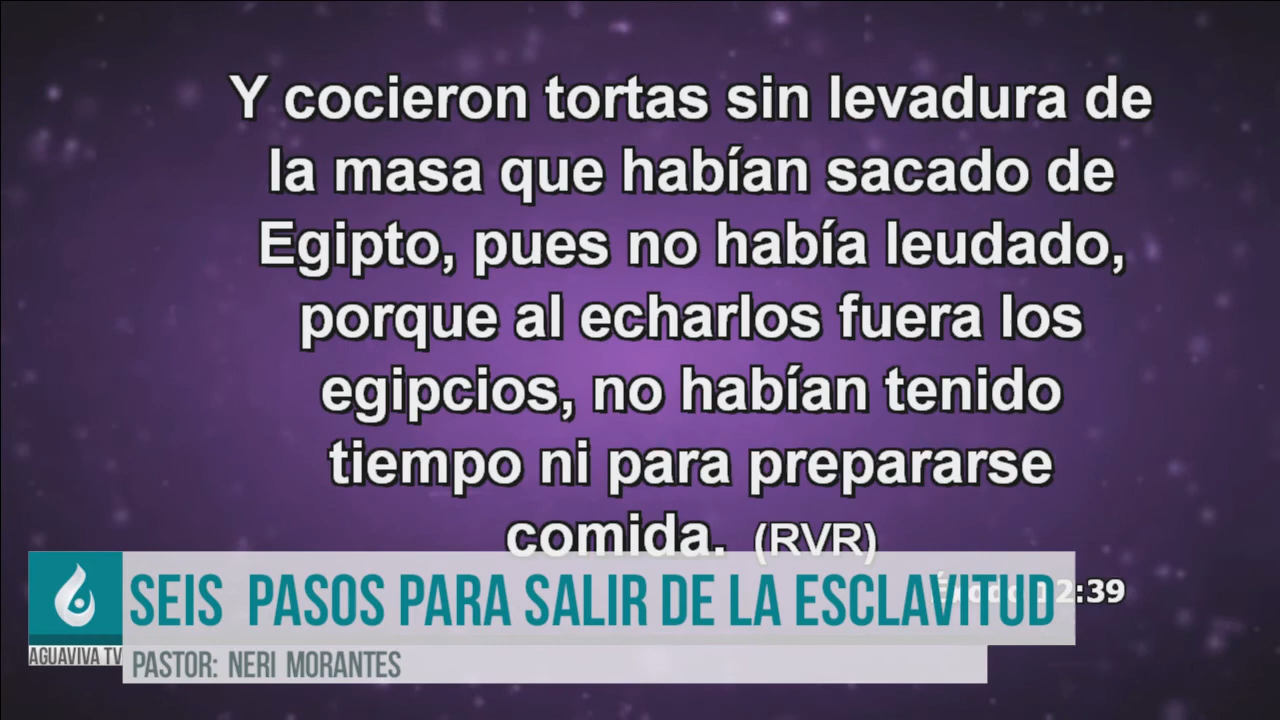 Y cocieron tortas sin levadura de
la masa que habían sacado de
Egipto, pues no había leudado,
porque al echarlos fuera los
egipcios, no habían tenido
tiempo ni para prepararse
comida. (RVR)
2:39
SEIS PASOS PARA SALIR DE LA ESCLAVITUD
AGUAVIVA TV
PASTOR: NERI MORANTES